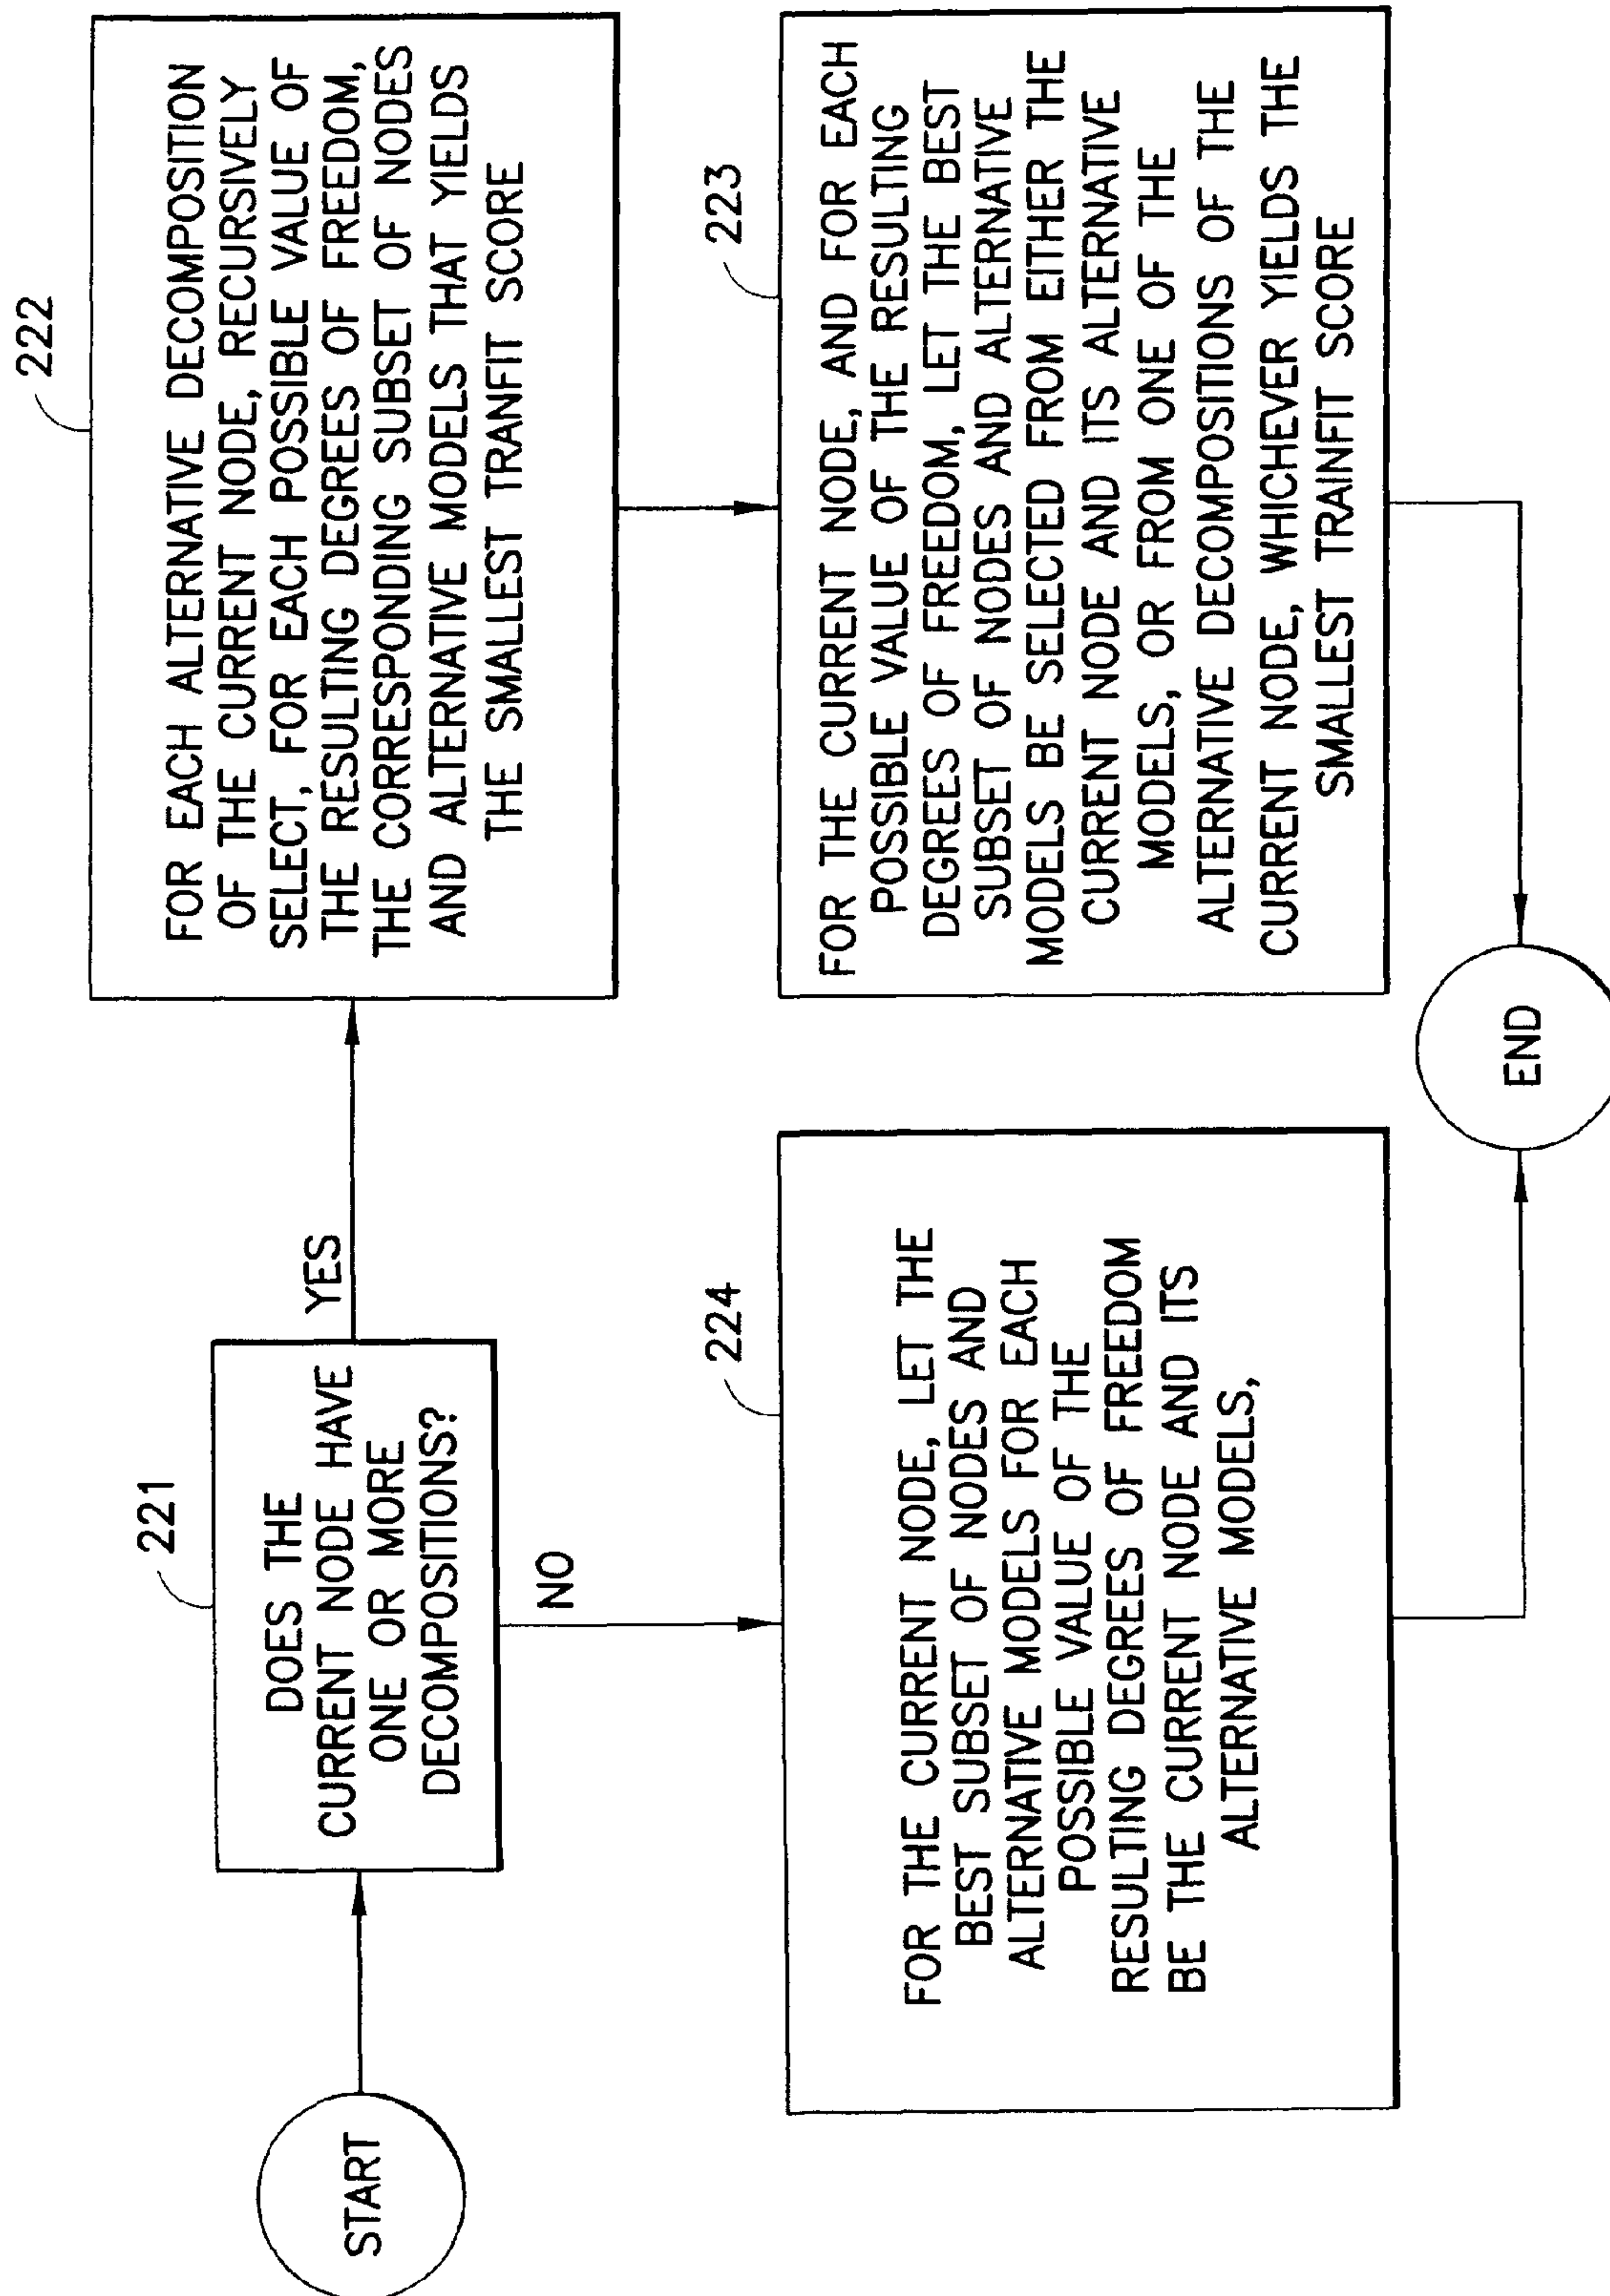 START
221
DOES THE
CURRENT NODE HAVE
ONE OR MORE
DECOMPOSITIONS?
YES
NO
222
FOR EACH ALTERNATIVE DECOMPOSITION
OF THE CURRENT NODE, RECURSIVELY
SELECT, FOR EACH POSSIBLE VALUE OF
THE RESULTING DEGREES OF FREEDOM,
THE CORRESPONDING SUBSET OF NODES
AND ALTERNATIVE MODELS THAT YIELDS
THE SMALLEST TRANFIT SCORE
224
FOR THE CURRENT NODE, LET THE
BEST SUBSET OF NODES AND
ALTERNATIVE MODELS FOR EACH
POSSIBLE VALUE OF THE
RESULTING DEGREES OF FREEDOM
BE THE CURRENT NODE AND ITS
ALTERNATIVE MODELS,
223
FOR THE CURRENT NODE, AND FOR EACH
POSSIBLE VALUE OF THE RESULTING
DEGREES OF FREEDOM, LET THE BEST
SUBSET OF NODES AND ALTERNATIVE
MODELS BE SELECTED FROM EITHER THE
CURRENT NODE AND ITS ALTERNATIVE
MODELS, OR FROM ONE OF THE
ALTERNATIVE DECOMPOSITIONS OF THE
CURRENT NODE, WHICHEVER YIELDS THE
SMALLEST TRAINFIT SCORE
END